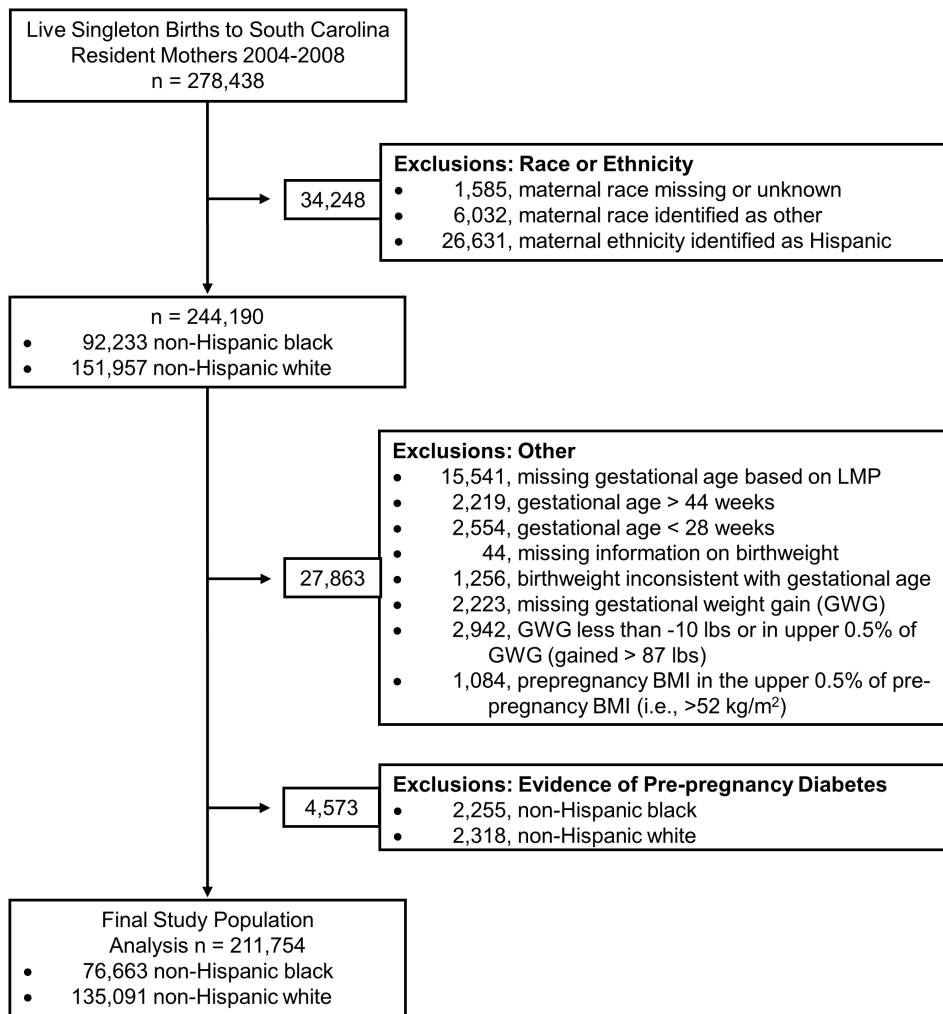 Live Singleton Births to South Carolina
Resident Mothers 2004-2008
n = 278,438
34,248
Exclusions: Race or Ethnicity
• 1,585, maternal race missing or unknown
• 6,032, maternal race identified as other
• 26,631, maternal ethnicity identified as Hispanic
n = 244,190
• 92,233 non-Hispanic black
• 151,957 non-Hispanic white
27,863
Exclusions: Other
• 15,541, missing gestational age based on LMP
• 2,219, gestational age > 44 weeks
• 2,554, gestational age < 28 weeks
• 44, missing information on birthweight
• 1,256, birthweight inconsistent with gestational age
• 2,223, missing gestational weight gain (GWG)
• 2,942, GWG less than -10 lbs or in upper 0.5% of
GWG (gained > 87 lbs)
• 1,084, prepregnancy BMI in the upper 0.5% of pre-
pregnancy BMI (i.e., >52 kg/m²)
4,573
Exclusions: Evidence of Pre-pregnancy Diabetes
• 2,255, non-Hispanic black
• 2,318, non-Hispanic white
Final Study Population
Analysis n = 211,754
• 76,663 non-Hispanic black
• 135,091 non-Hispanic white